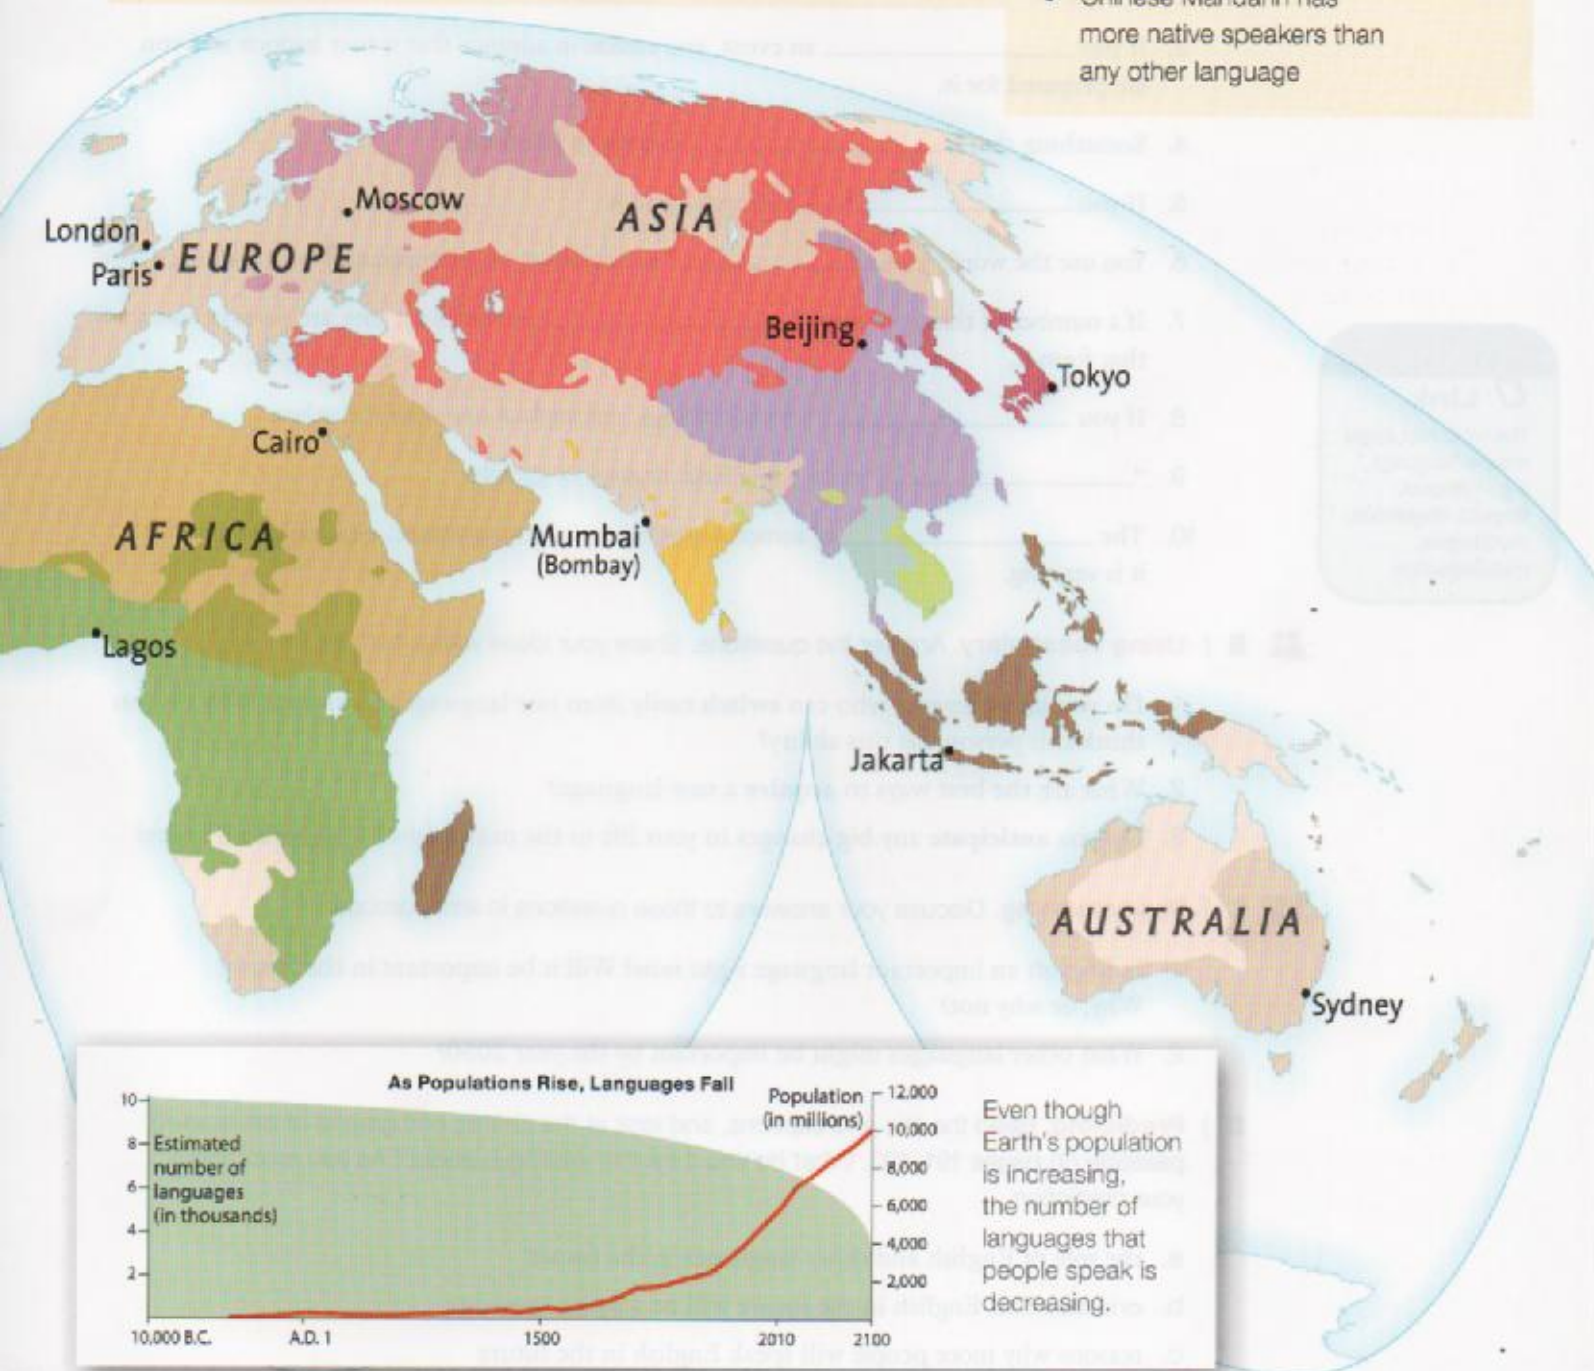 more native speakers than
any other language
Moscow
ASIA
London
EUROPE
Paris
Beijing
Tokyo
Cairo
AFRICA
Mumbai
(Bombay)
Lagos
Jakarta
AUSTRALIA
Sydney
As Populations Rise, Languages Fall
Estimated
number of
languages
(in thousands)
10
8
6
4
2
Population
(in millions)
12,000
10,000
8,000
6,000
4,000
2,000
10,000 B.C.
A.D. 1
1500
2010
2100
Even though
Earth's population
is increasing,
the number of
languages that
people speak is
decreasing.